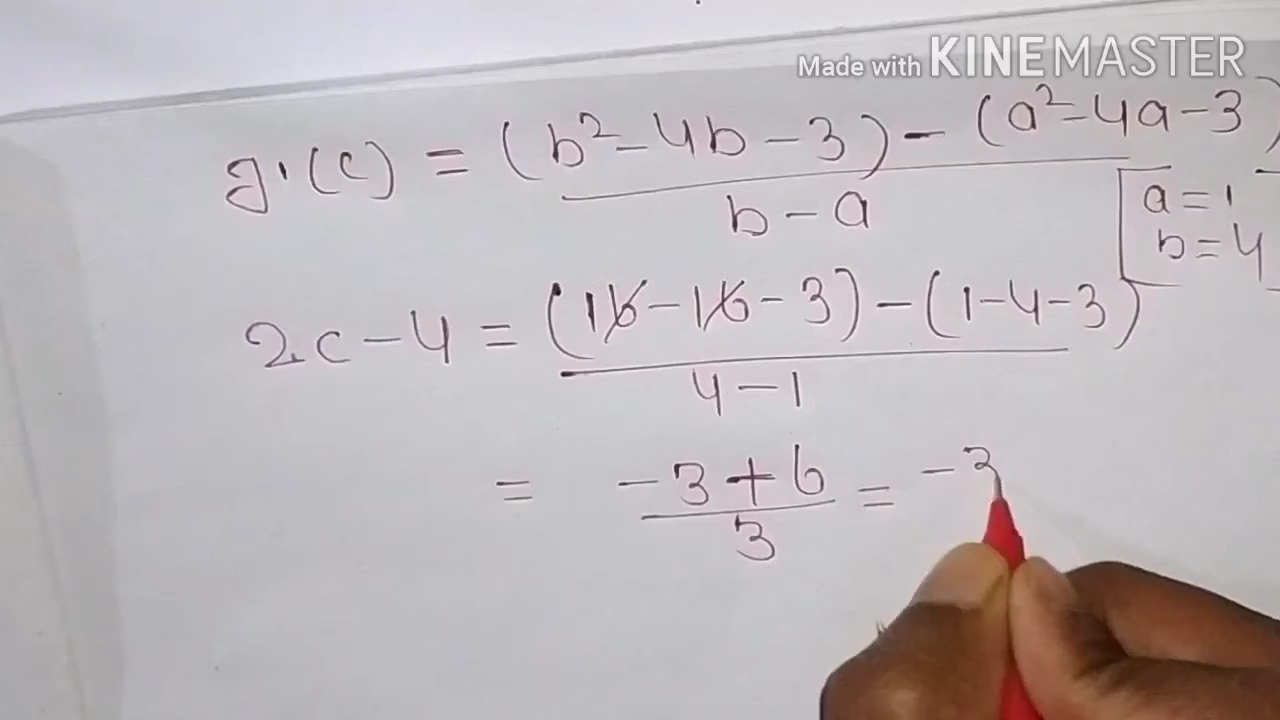 Made with KINEMASTER
g'(c) = (b²-4b-3)-(a²-4a-3)
b-a
a=1
b=4
2.c-4 = (16-16-3)-(1-4-3)
4-1
= -3+6 = -3
3